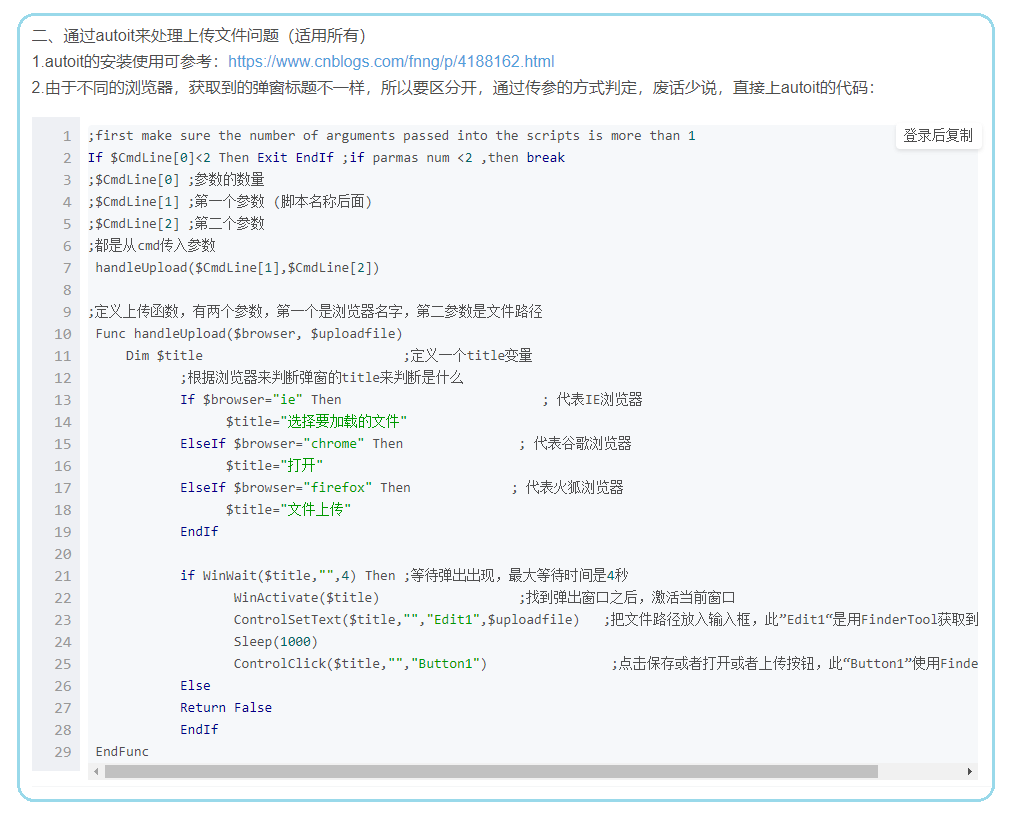 二、通过autoit来处理上传文件问题（适用所有）
1.autoit的安装使用可参考：https://www.cnblogs.com/fnng/p/4188162.html
2.由于不同的浏览器，获取到的弹窗标题不一样，所以要区分开，通过传参的方式判定，废话少说，直接上autoit的代码：
登录后复制
1 ;first make sure the number of arguments passed into the scripts is more than 1
2 If $CmdLine[0]<2 Then Exit EndIf ;if parmas num <2 ,then break
3 ;$CmdLine[0] ;参数的数量
4 ;$CmdLine[1] ;第一个参数（脚本名称后面）
5 ;$CmdLine[2] ;第二个参数
6 ;都是从cmd传入参数
7 handleUpload($CmdLine[1],$CmdLine[2])
8
9 ;定义上传函数，有两个参数，第一个是浏览器名字，第二参数是文件路径
10 Func handleUpload($browser, $uploadfile)
11 Dim $title ;定义一个title变量
12 ;根据浏览器来判断弹窗的title来判断是什么
13 If $browser="ie" Then ; 代表IE浏览器
14 $title="选择要加载的文件"
15 ElseIf $browser="chrome" Then ; 代表谷歌浏览器
16 $title="打开"
17 ElseIf $browser="firefox" Then ; 代表火狐浏览器
18 $title="文件上传"
19 EndIf
20
21 if WinWait($title,"",4) Then ;等待弹出出现，最大等待时间是4秒
22 WinActivate($title) ;找到弹出窗口之后，激活当前窗口
23 ControlSetText($title,"","Edit1",$uploadfile) ;把文件路径放入输入框，此”Edit1“是用FinderTool获取到
24 Sleep(1000)
25 ControlClick($title,"","Button1") ;点击保存或者打开或者上传按钮，此“Button1”使用Finde
26 Else
27 Return False
28 EndIf
29 EndFunc